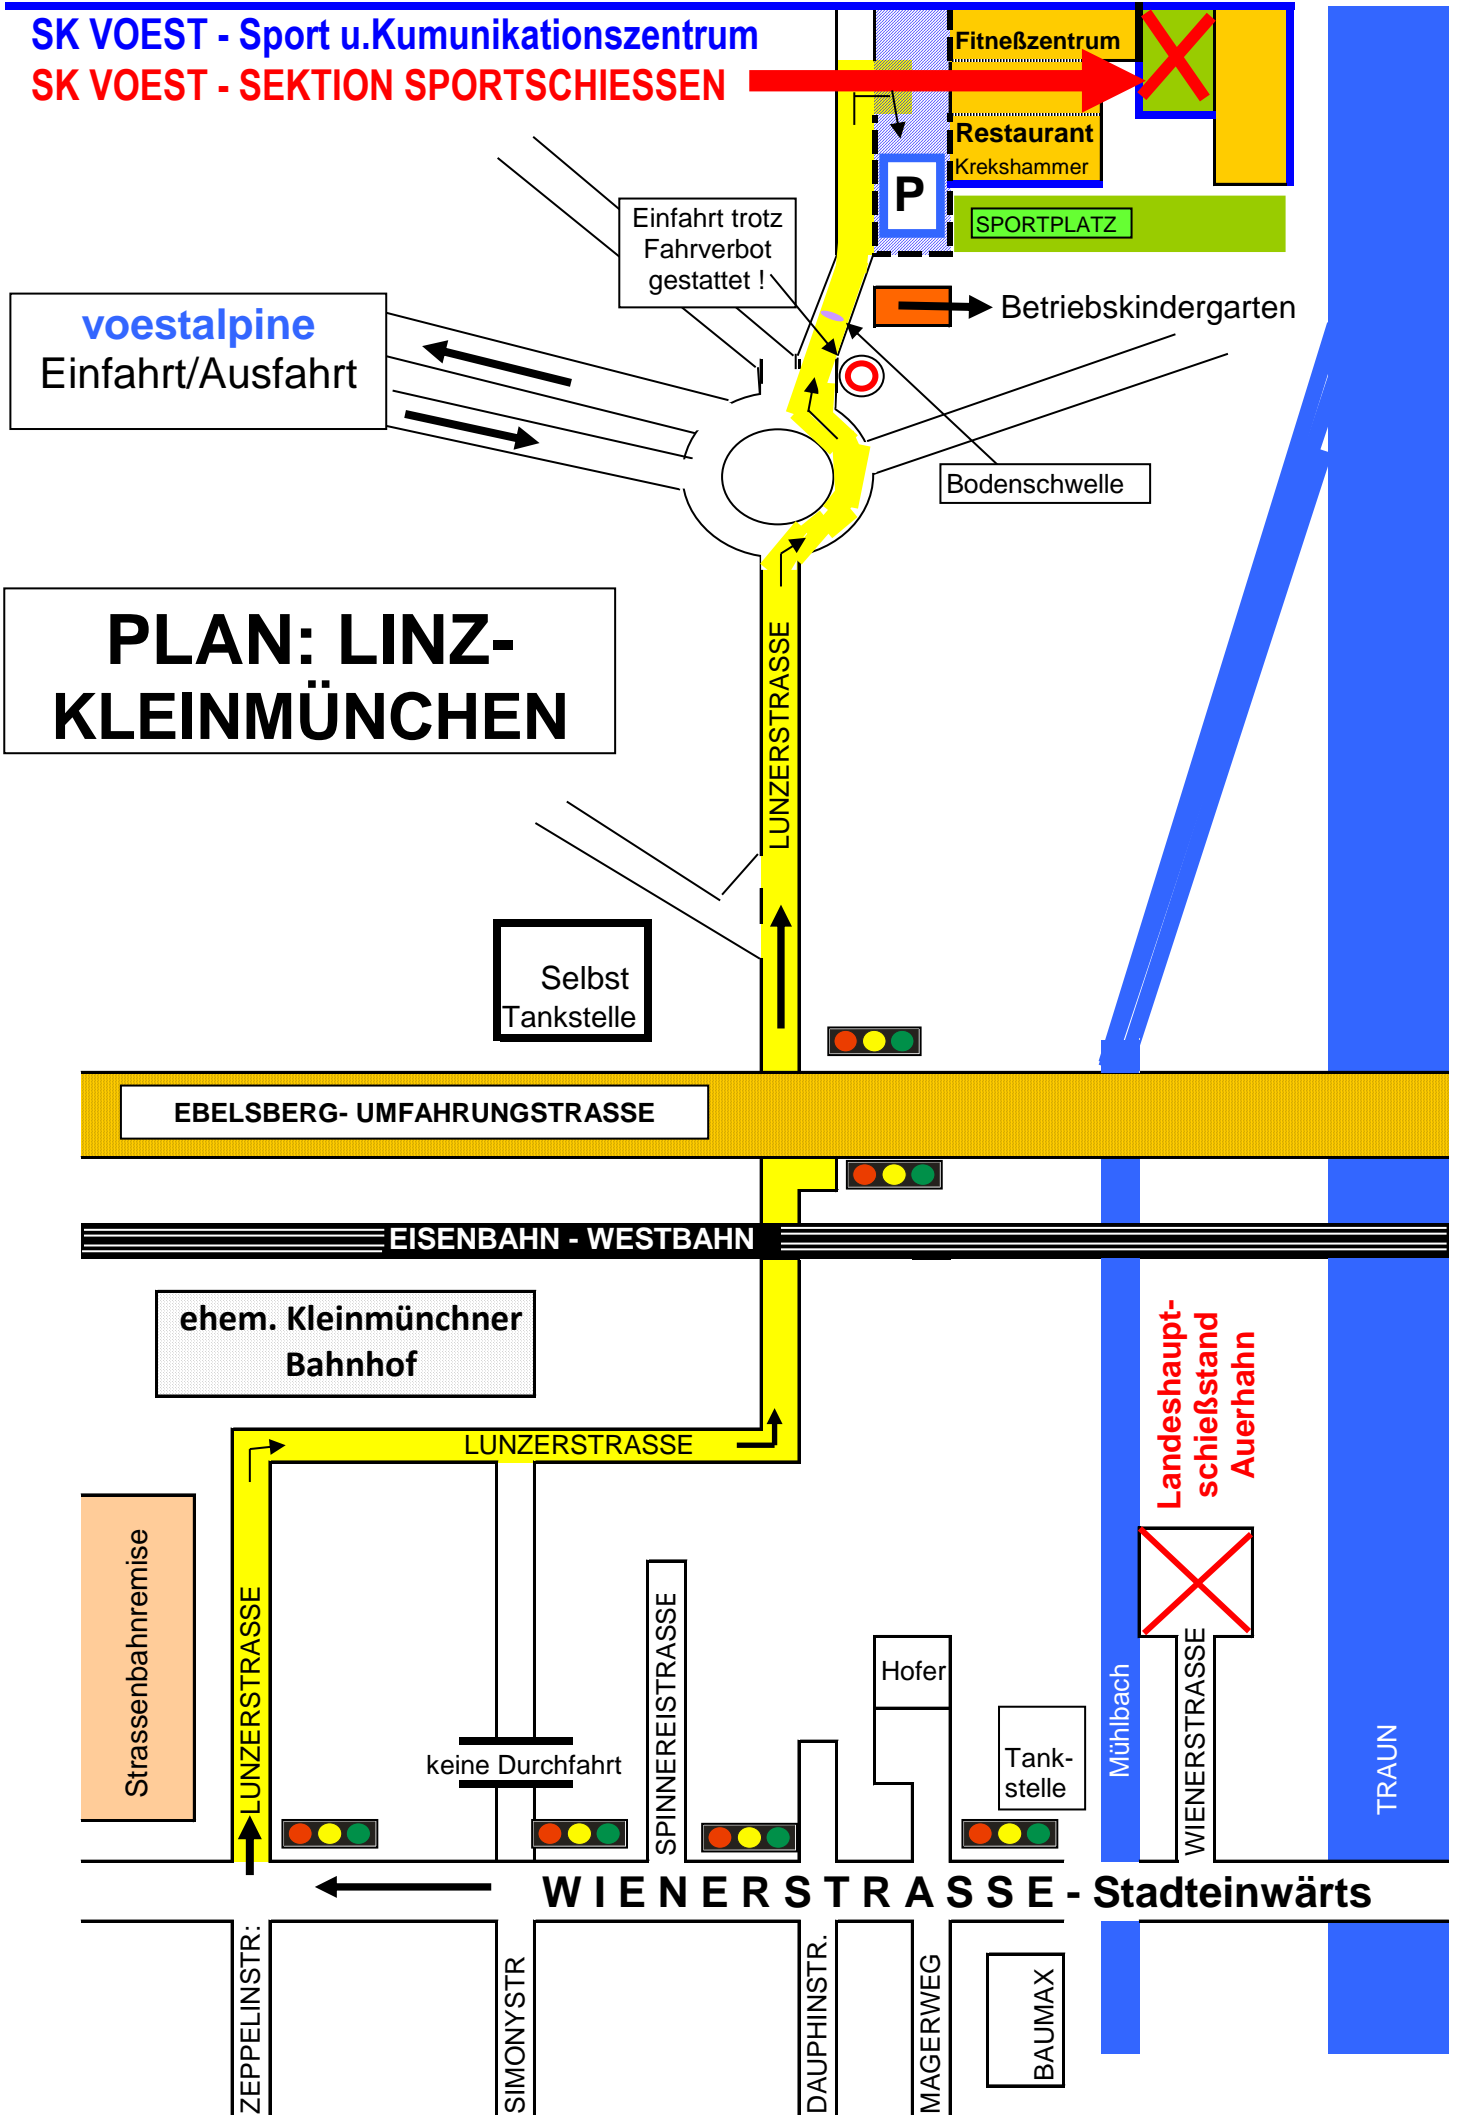 SK VOEST - Sport u.Kumunikationszentrum
SK VOEST - SEKTION SPORTSCHIESSEN
Fitneßzentrum
Restaurant
Krekshammer
P
SPORTPLATZ
Einfahrt trotz
Fahrverbot
gestattet !
Betriebskindergarten
voestalpine
Einfahrt/Ausfahrt
Bodenschwelle
PLAN: LINZ-
KLEINMÜNCHEN
LUNZERSTRASSE
Selbst
Tankstelle
EBELSBERG- UMFAHRUNGSTRASSE
EISENBAHN - WESTBAHN
ehem. Kleinmünchner
Bahnhof
Landeshaupt-
schießstand
Auerhahn
LUNZERSTRASSE
Strassenbahnremise
LUNZERSTRASSE
keine Durchfahrt
SPINNEREISTRASSE
Hofer
Tank-
stelle
Mühlbach
WIENERSTRASSE
TRAUN
WIENERSTRASSE - Stadteinwärts
ZEPPELINSTR:
SIMONYSTR
DAUPHINSTR.
MAGERWEG
BAUMAX